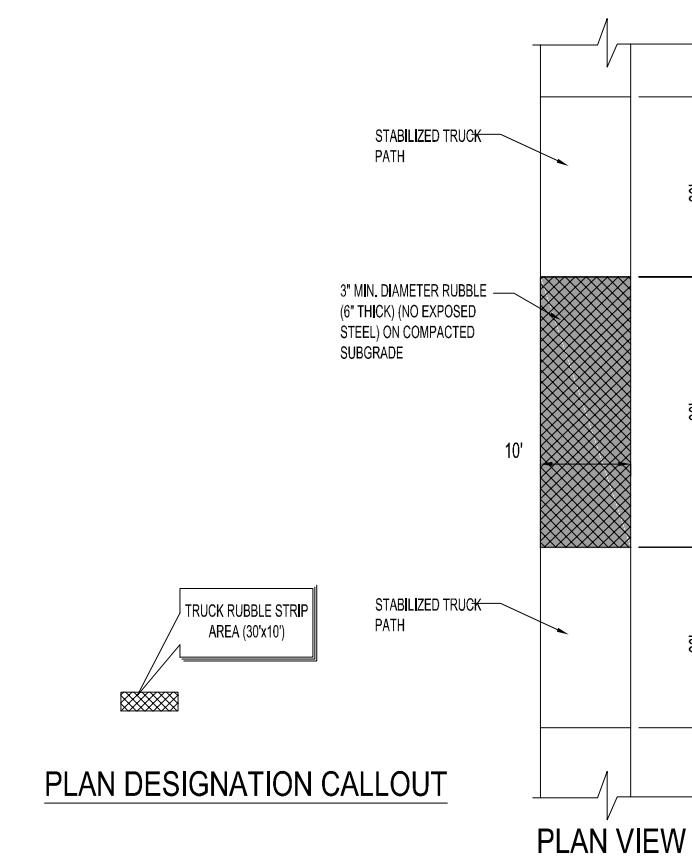 STABILIZED TRUCK
PATH
3" MIN. DIAMETER RUBBLE
(6" THICK) (NO EXPOSED
STEEL) ON COMPACTED
SUBGRADE
10'
TRUCK RUBBLE STRIP
AREA (30'x10')
STABILIZED TRUCK
PATH
PLAN DESIGNATION CALLOUT
PLAN VIEW